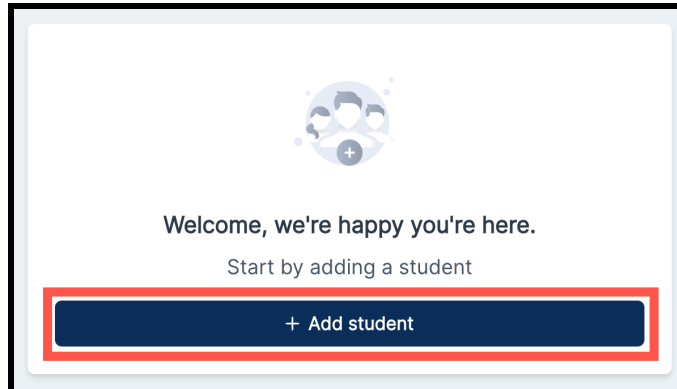 Welcome, we're happy you're here.
Start by adding a student
+ Add student